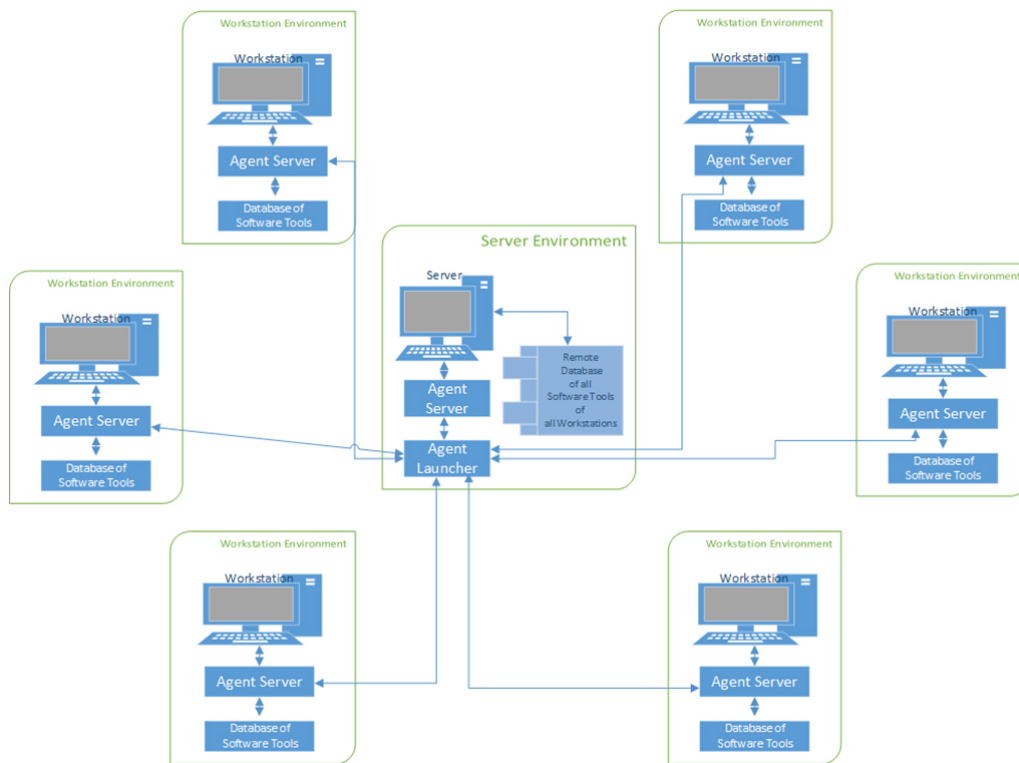 Workstation Environment
Workstation
Agent Server
Database of
Software Tools
Workstation Environment
Workstation
Agent Server
Database of
Software Tools
Workstation Environment
Workstation
Agent Server
Database of
Software Tools
Server Environment
Server
Agent
Server
Agent
Launcher
Remote
Database
of all
Software Tools
of
all Workstations
Workstation Environment
Workstation
Agent Server
Database of
Software Tools
Workstation Environment
Workstation
Agent Server
Database of
Software Tools
Workstation Environment
Workstation
Agent Server
Database of
Software Tools